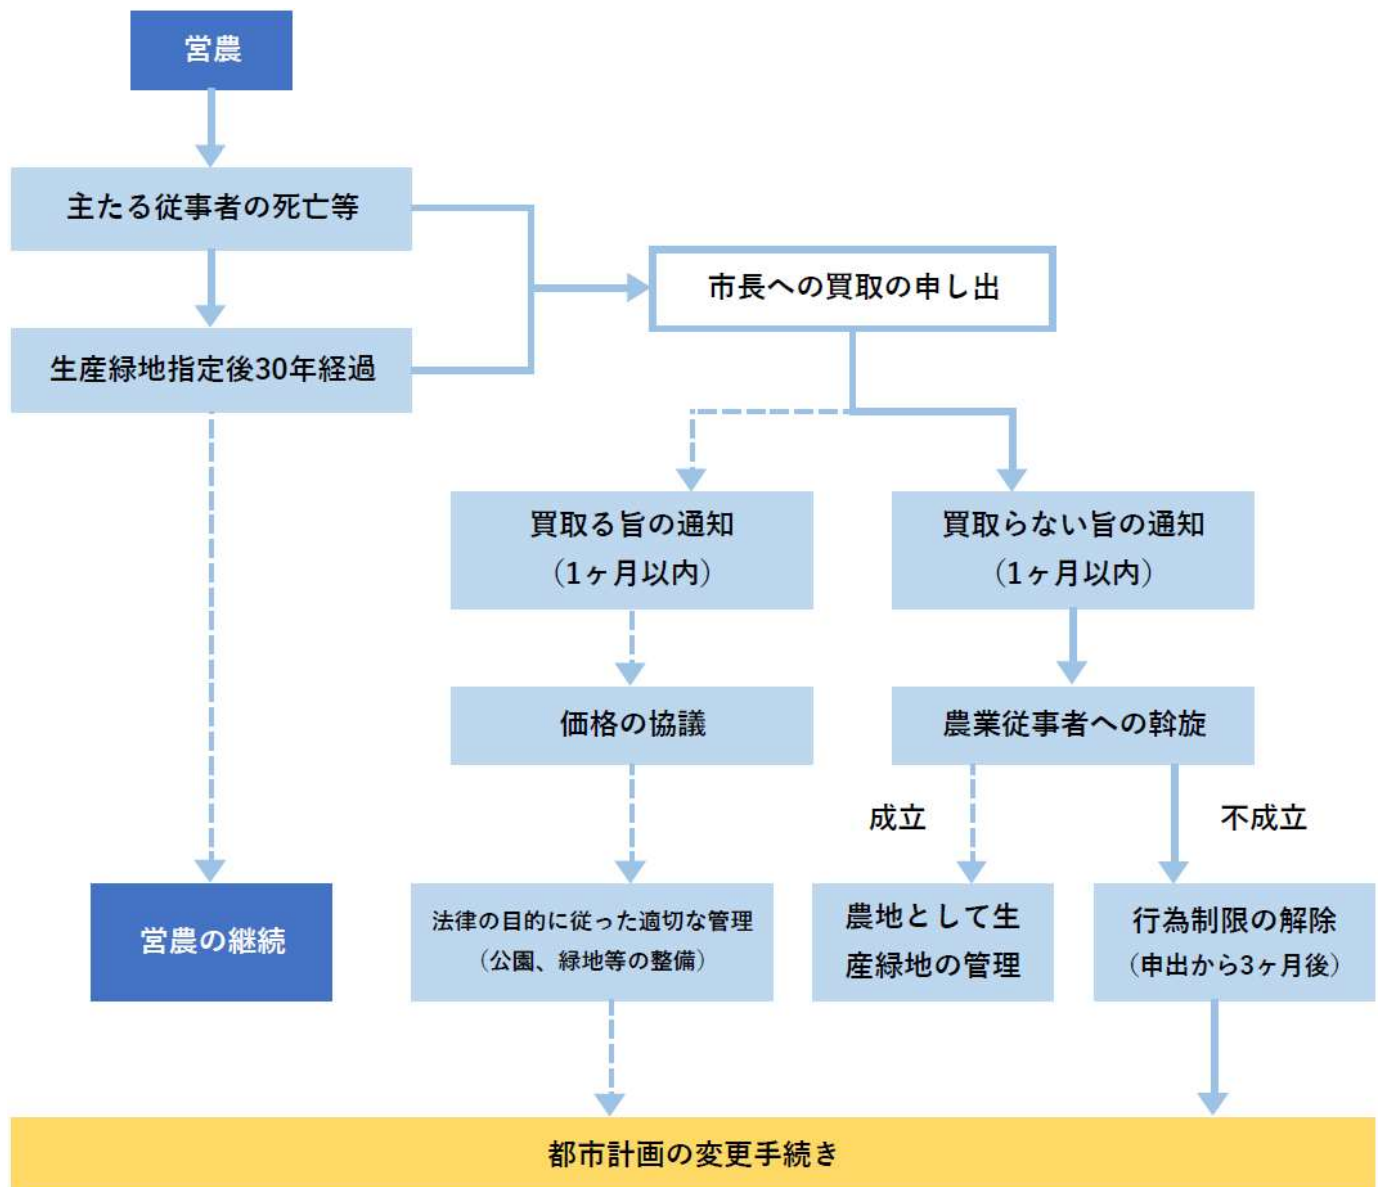 営農
主たる従事者の死亡等
市長への買取の申し出
生産緑地指定後30年経過
買取る旨の通知
（1ヶ月以内）
買取らない旨の通知
（1ヶ月以内）
価格の協議
農業従事者への斡旋
成立
不成立
営農の継続
法律の目的に従った適切な管理
（公園、緑地等の整備）
農地として生
産緑地の管理
行為制限の解除
（申出から3ヶ月後）
都市計画の変更手続き